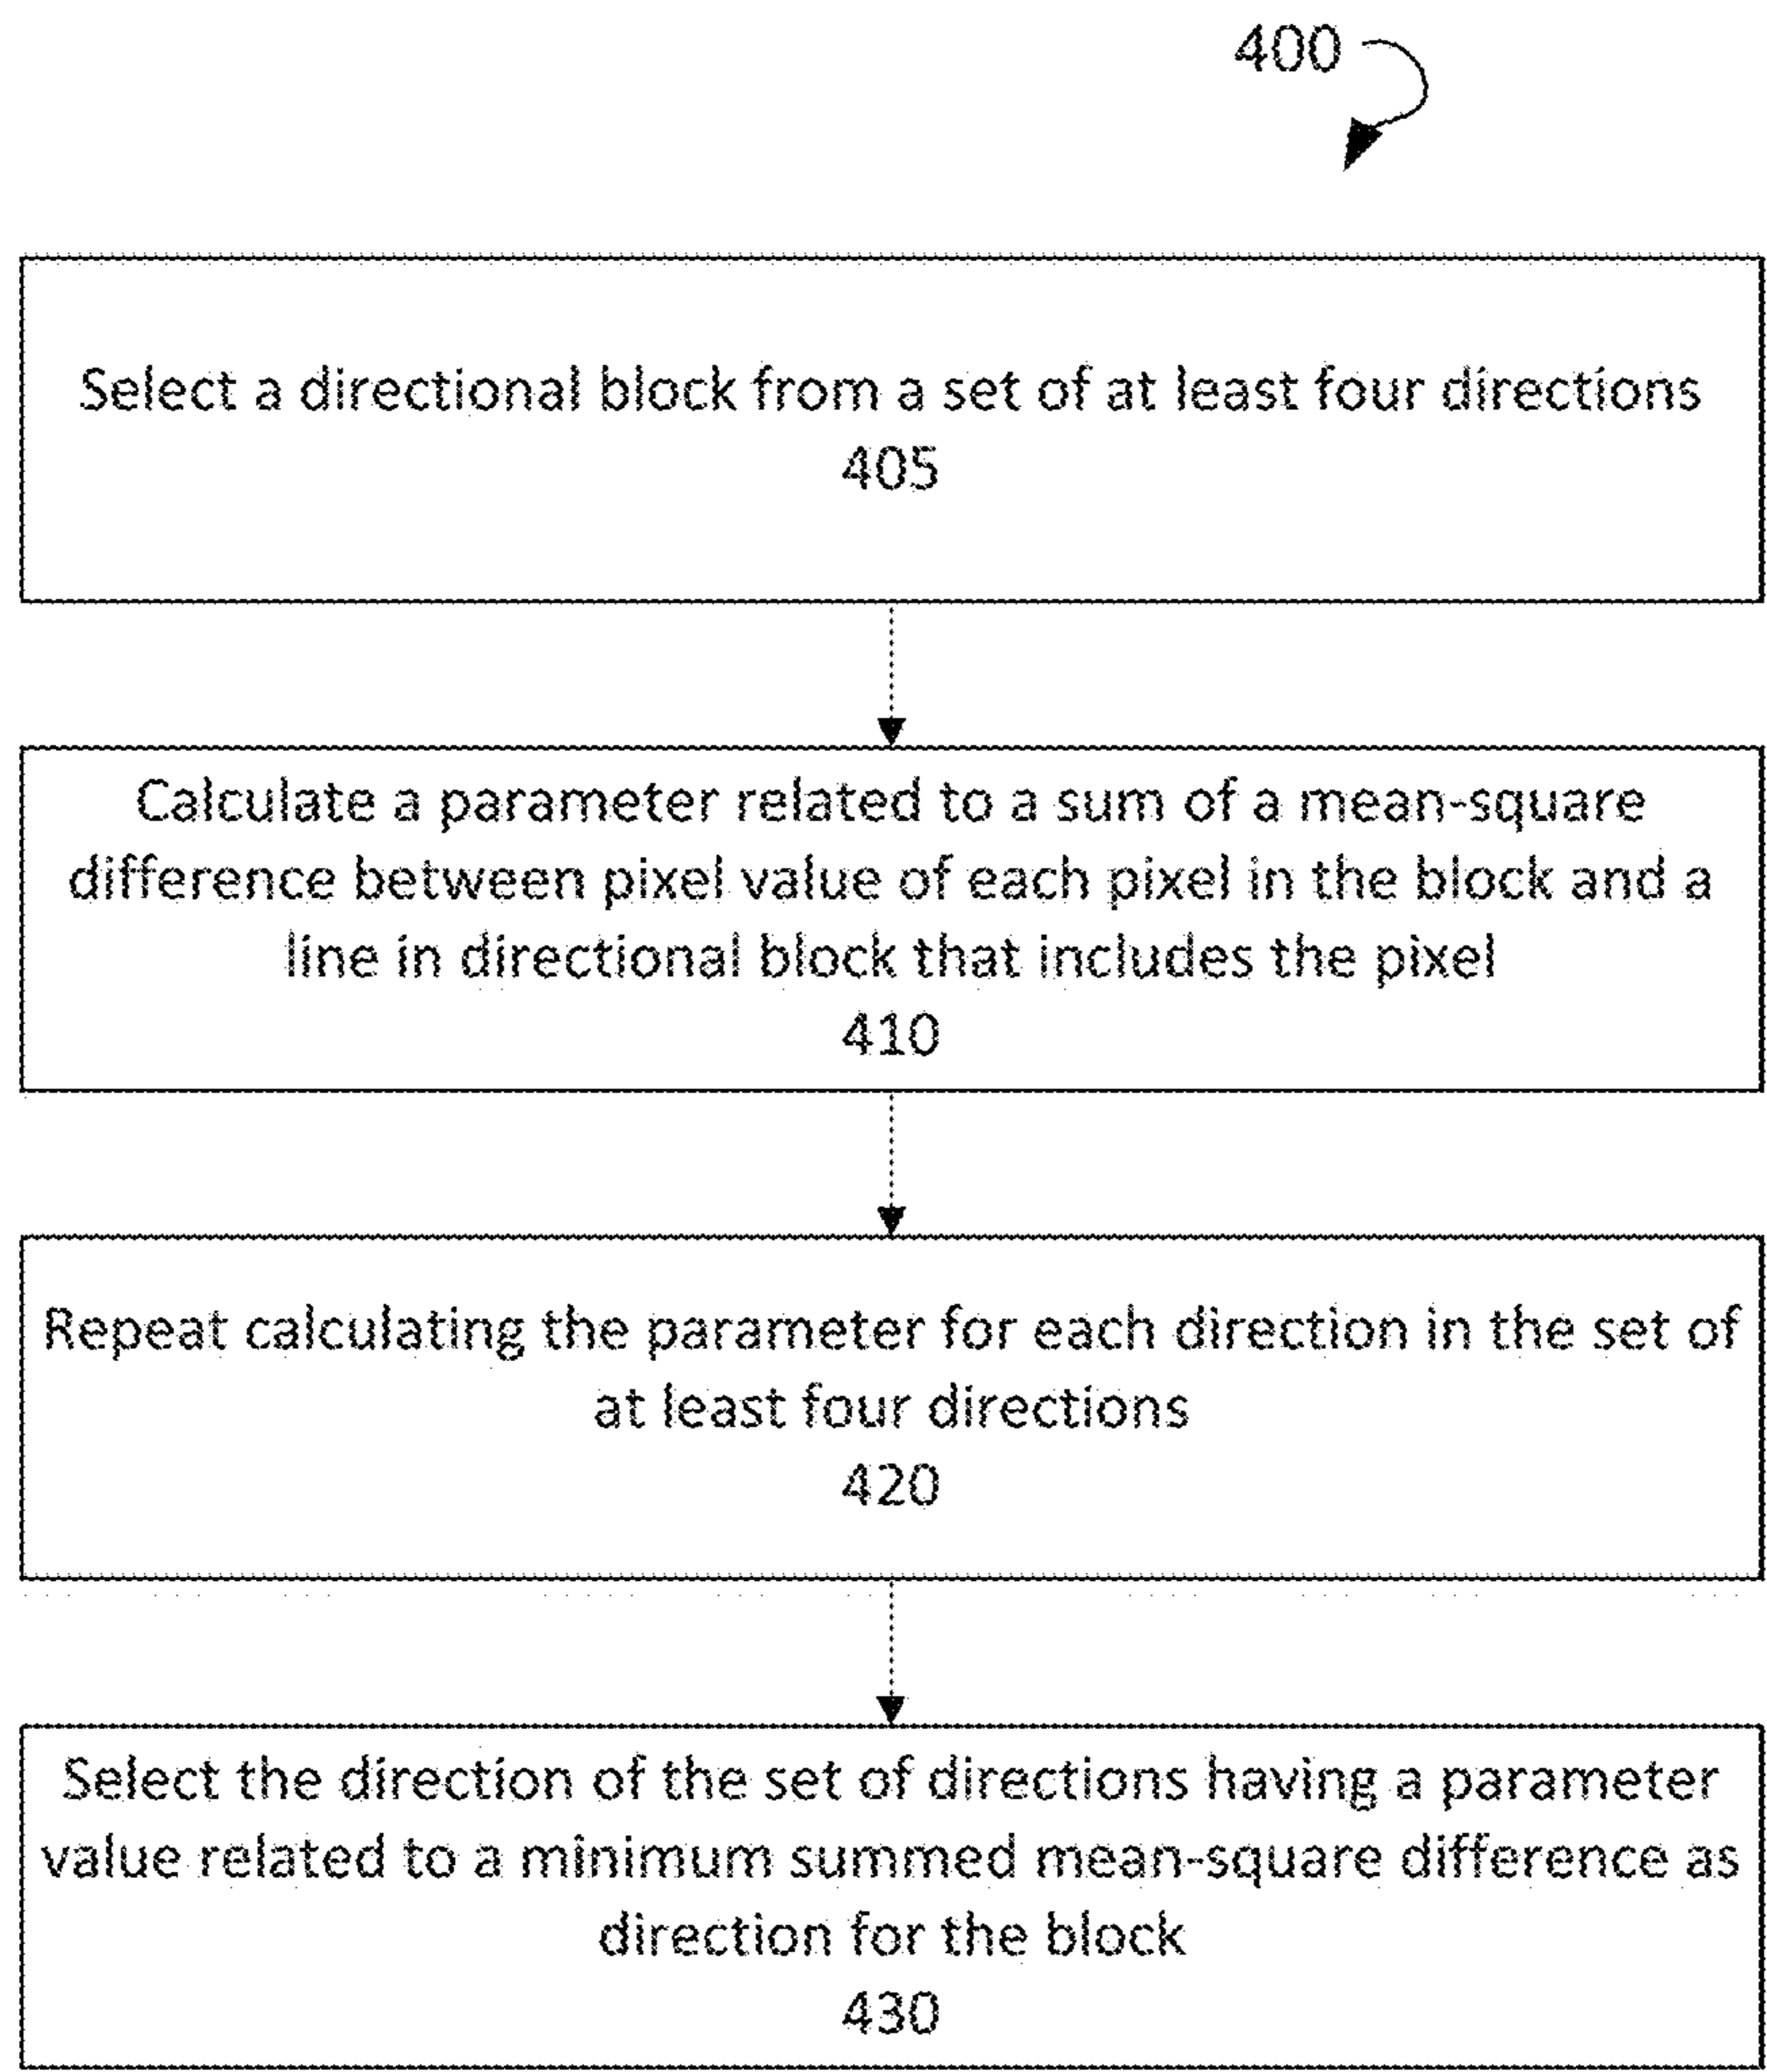 400
Select a directional block from a set of at least four directions
405
Calculate a parameter related to a sum of a mean-square
difference between pixel value of each pixel in the block and a
line in directional block that includes the pixel
410
Repeat calculating the parameter for each direction in the set of
at least four directions
420
Select the direction of the set of directions having a parameter
value related to a minimum summed mean-square difference as
direction for the block
430